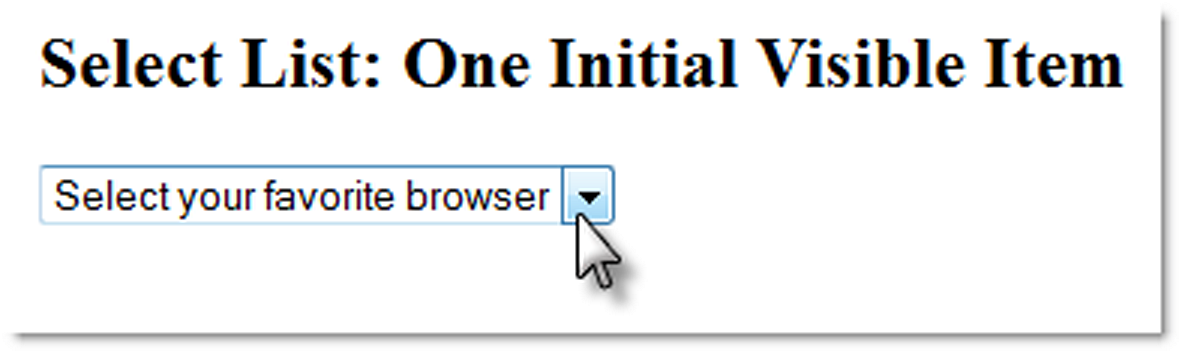 Select List: One Initial Visible Item
Select your favorite browser